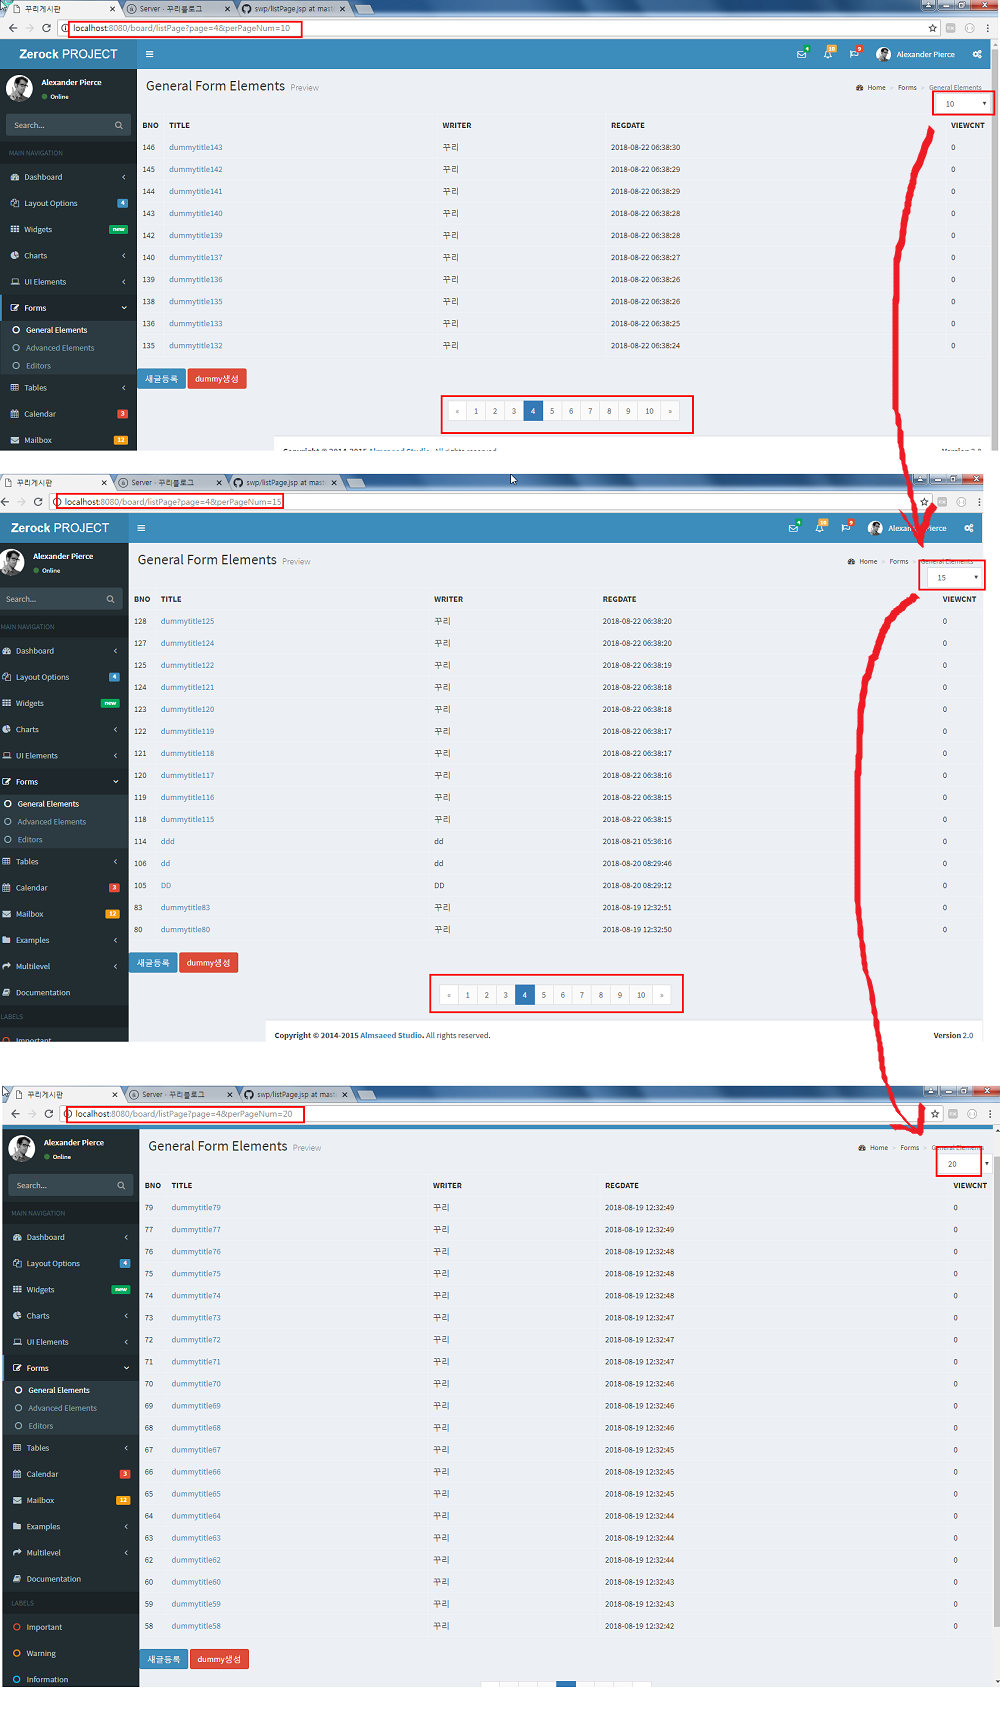 꾸리게시판
Server - 꾸리블로그
swp/listPage.jsp at mast
localhost:8080/board/listPage?page=4&perPageNum=10
Zerock PROJECT
4
10
9
Alexander Pierce
Alexander Pierce
Online
General Form Elements Preview
Home > Forms > General Elements
Search...
10
BNO TITLE WRITER REGDATE VIEWCNT
MAIN NAVIGATION
146 dummytitle143 꾸리 2018-08-22 06:38:30 0
145 dummytitle142 꾸리 2018-08-22 06:38:29 0
144 dummytitle141 꾸리 2018-08-22 06:38:29 0
143 dummytitle140 꾸리 2018-08-22 06:38:28 0
142 dummytitle139 꾸리 2018-08-22 06:38:28 0
140 dummytitle137 꾸리 2018-08-22 06:38:27 0
139 dummytitle136 꾸리 2018-08-22 06:38:26 0
138 dummytitle135 꾸리 2018-08-22 06:38:26 0
136 dummytitle133 꾸리 2018-08-22 06:38:25 0
135 dummytitle132 꾸리 2018-08-22 06:38:24 0
Dashboard
Layout Options 4
Widgets new
Charts
UI Elements
Forms
General Elements
Advanced Elements
Editors
Tables
Calendar 3
Mailbox 12
새글등록 dummy생성
« 1 2 3 4 5 6 7 8 9 10 »
Copyright © 2014-2015 Almsaeed Studio. All rights reserved.
Version 2.0
꾸리게시판
Server - 꾸리블로그
swp/listPage.jsp at mast
localhost:8080/board/listPage?page=4&perPageNum=15
Zerock PROJECT
4
10
9
Alexander Pierce
Alexander Pierce
Online
General Form Elements Preview
Home > Forms > General Elements
Search...
15
BNO TITLE WRITER REGDATE VIEWCNT
MAIN NAVIGATION
128 dummytitle125 꾸리 2018-08-22 06:38:20 0
127 dummytitle124 꾸리 2018-08-22 06:38:20 0
125 dummytitle122 꾸리 2018-08-22 06:38:19 0
124 dummytitle121 꾸리 2018-08-22 06:38:18 0
123 dummytitle120 꾸리 2018-08-22 06:38:18 0
122 dummytitle119 꾸리 2018-08-22 06:38:17 0
121 dummytitle118 꾸리 2018-08-22 06:38:17 0
120 dummytitle117 꾸리 2018-08-22 06:38:16 0
119 dummytitle116 꾸리 2018-08-22 06:38:15 0
118 dummytitle115 꾸리 2018-08-22 06:38:15 0
114 ddd dd 2018-08-21 05:36:16 0
106 dd dd 2018-08-20 08:29:46 0
105 DD DD 2018-08-20 08:29:12 0
83 dummytitle83 꾸리 2018-08-19 12:32:51 0
80 dummytitle80 꾸리 2018-08-19 12:32:50 0
Dashboard
Layout Options 4
Widgets new
Charts
UI Elements
Forms
General Elements
Advanced Elements
Editors
Tables
Calendar 3
Mailbox 12
Examples
Multilevel
Documentation
LABELS
Important
새글등록 dummy생성
« 1 2 3 4 5 6 7 8 9 10 »
Copyright © 2014-2015 Almsaeed Studio. All rights reserved.
Version 2.0
꾸리게시판
Server - 꾸리블로그
swp/listPage.jsp at mast
localhost:8080/board/listPage?page=4&perPageNum=20
Alexander Pierce
Online
General Form Elements Preview
Home > Forms > General Elements
Search...
20
BNO TITLE WRITER REGDATE VIEWCNT
MAIN NAVIGATION
79 dummytitle79 꾸리 2018-08-19 12:32:49 0
77 dummytitle77 꾸리 2018-08-19 12:32:49 0
76 dummytitle76 꾸리 2018-08-19 12:32:48 0
75 dummytitle75 꾸리 2018-08-19 12:32:48 0
74 dummytitle74 꾸리 2018-08-19 12:32:48 0
73 dummytitle73 꾸리 2018-08-19 12:32:47 0
72 dummytitle72 꾸리 2018-08-19 12:32:47 0
71 dummytitle71 꾸리 2018-08-19 12:32:47 0
70 dummytitle70 꾸리 2018-08-19 12:32:46 0
69 dummytitle69 꾸리 2018-08-19 12:32:46 0
68 dummytitle68 꾸리 2018-08-19 12:32:46 0
67 dummytitle67 꾸리 2018-08-19 12:32:45 0
66 dummytitle66 꾸리 2018-08-19 12:32:45 0
65 dummytitle65 꾸리 2018-08-19 12:32:45 0
64 dummytitle64 꾸리 2018-08-19 12:32:44 0
63 dummytitle63 꾸리 2018-08-19 12:32:44 0
62 dummytitle62 꾸리 2018-08-19 12:32:44 0
60 dummytitle60 꾸리 2018-08-19 12:32:43 0
59 dummytitle59 꾸리 2018-08-19 12:32:43 0
58 dummytitle58 꾸리 2018-08-19 12:32:42 0
Dashboard
Layout Options 4
Widgets new
Charts
UI Elements
Forms
General Elements
Advanced Elements
Editors
Tables
Calendar 3
Mailbox 12
Examples
Multilevel
Documentation
LABELS
Important
Warning
Information
새글등록 dummy생성